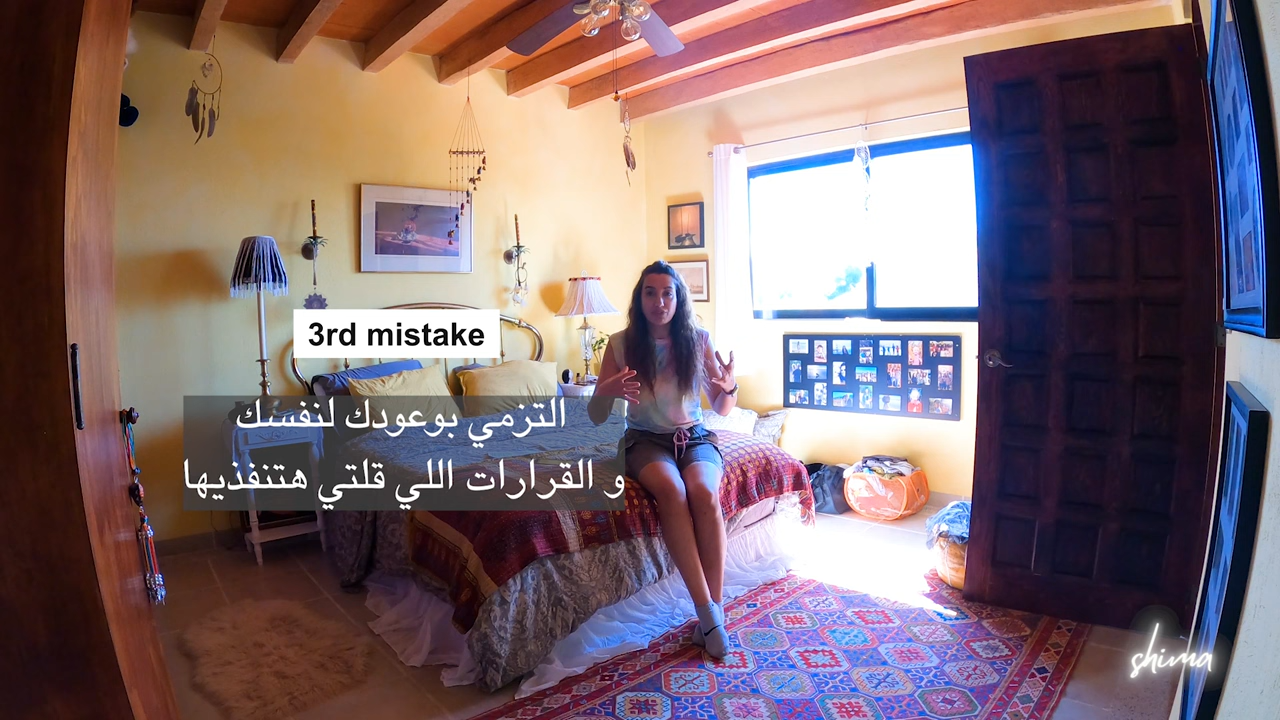 3rd mistake
التزمي بوعودك لنفسك
و القرارات اللي قلتي هتنفذيها
shima